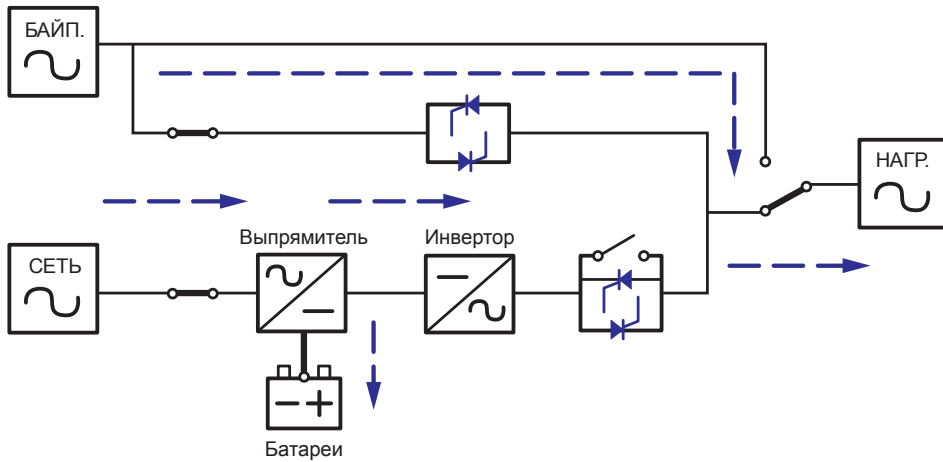 БАЙП.
НАГР.
Выпрямитель
Инвертор
СЕТЬ
Батареи